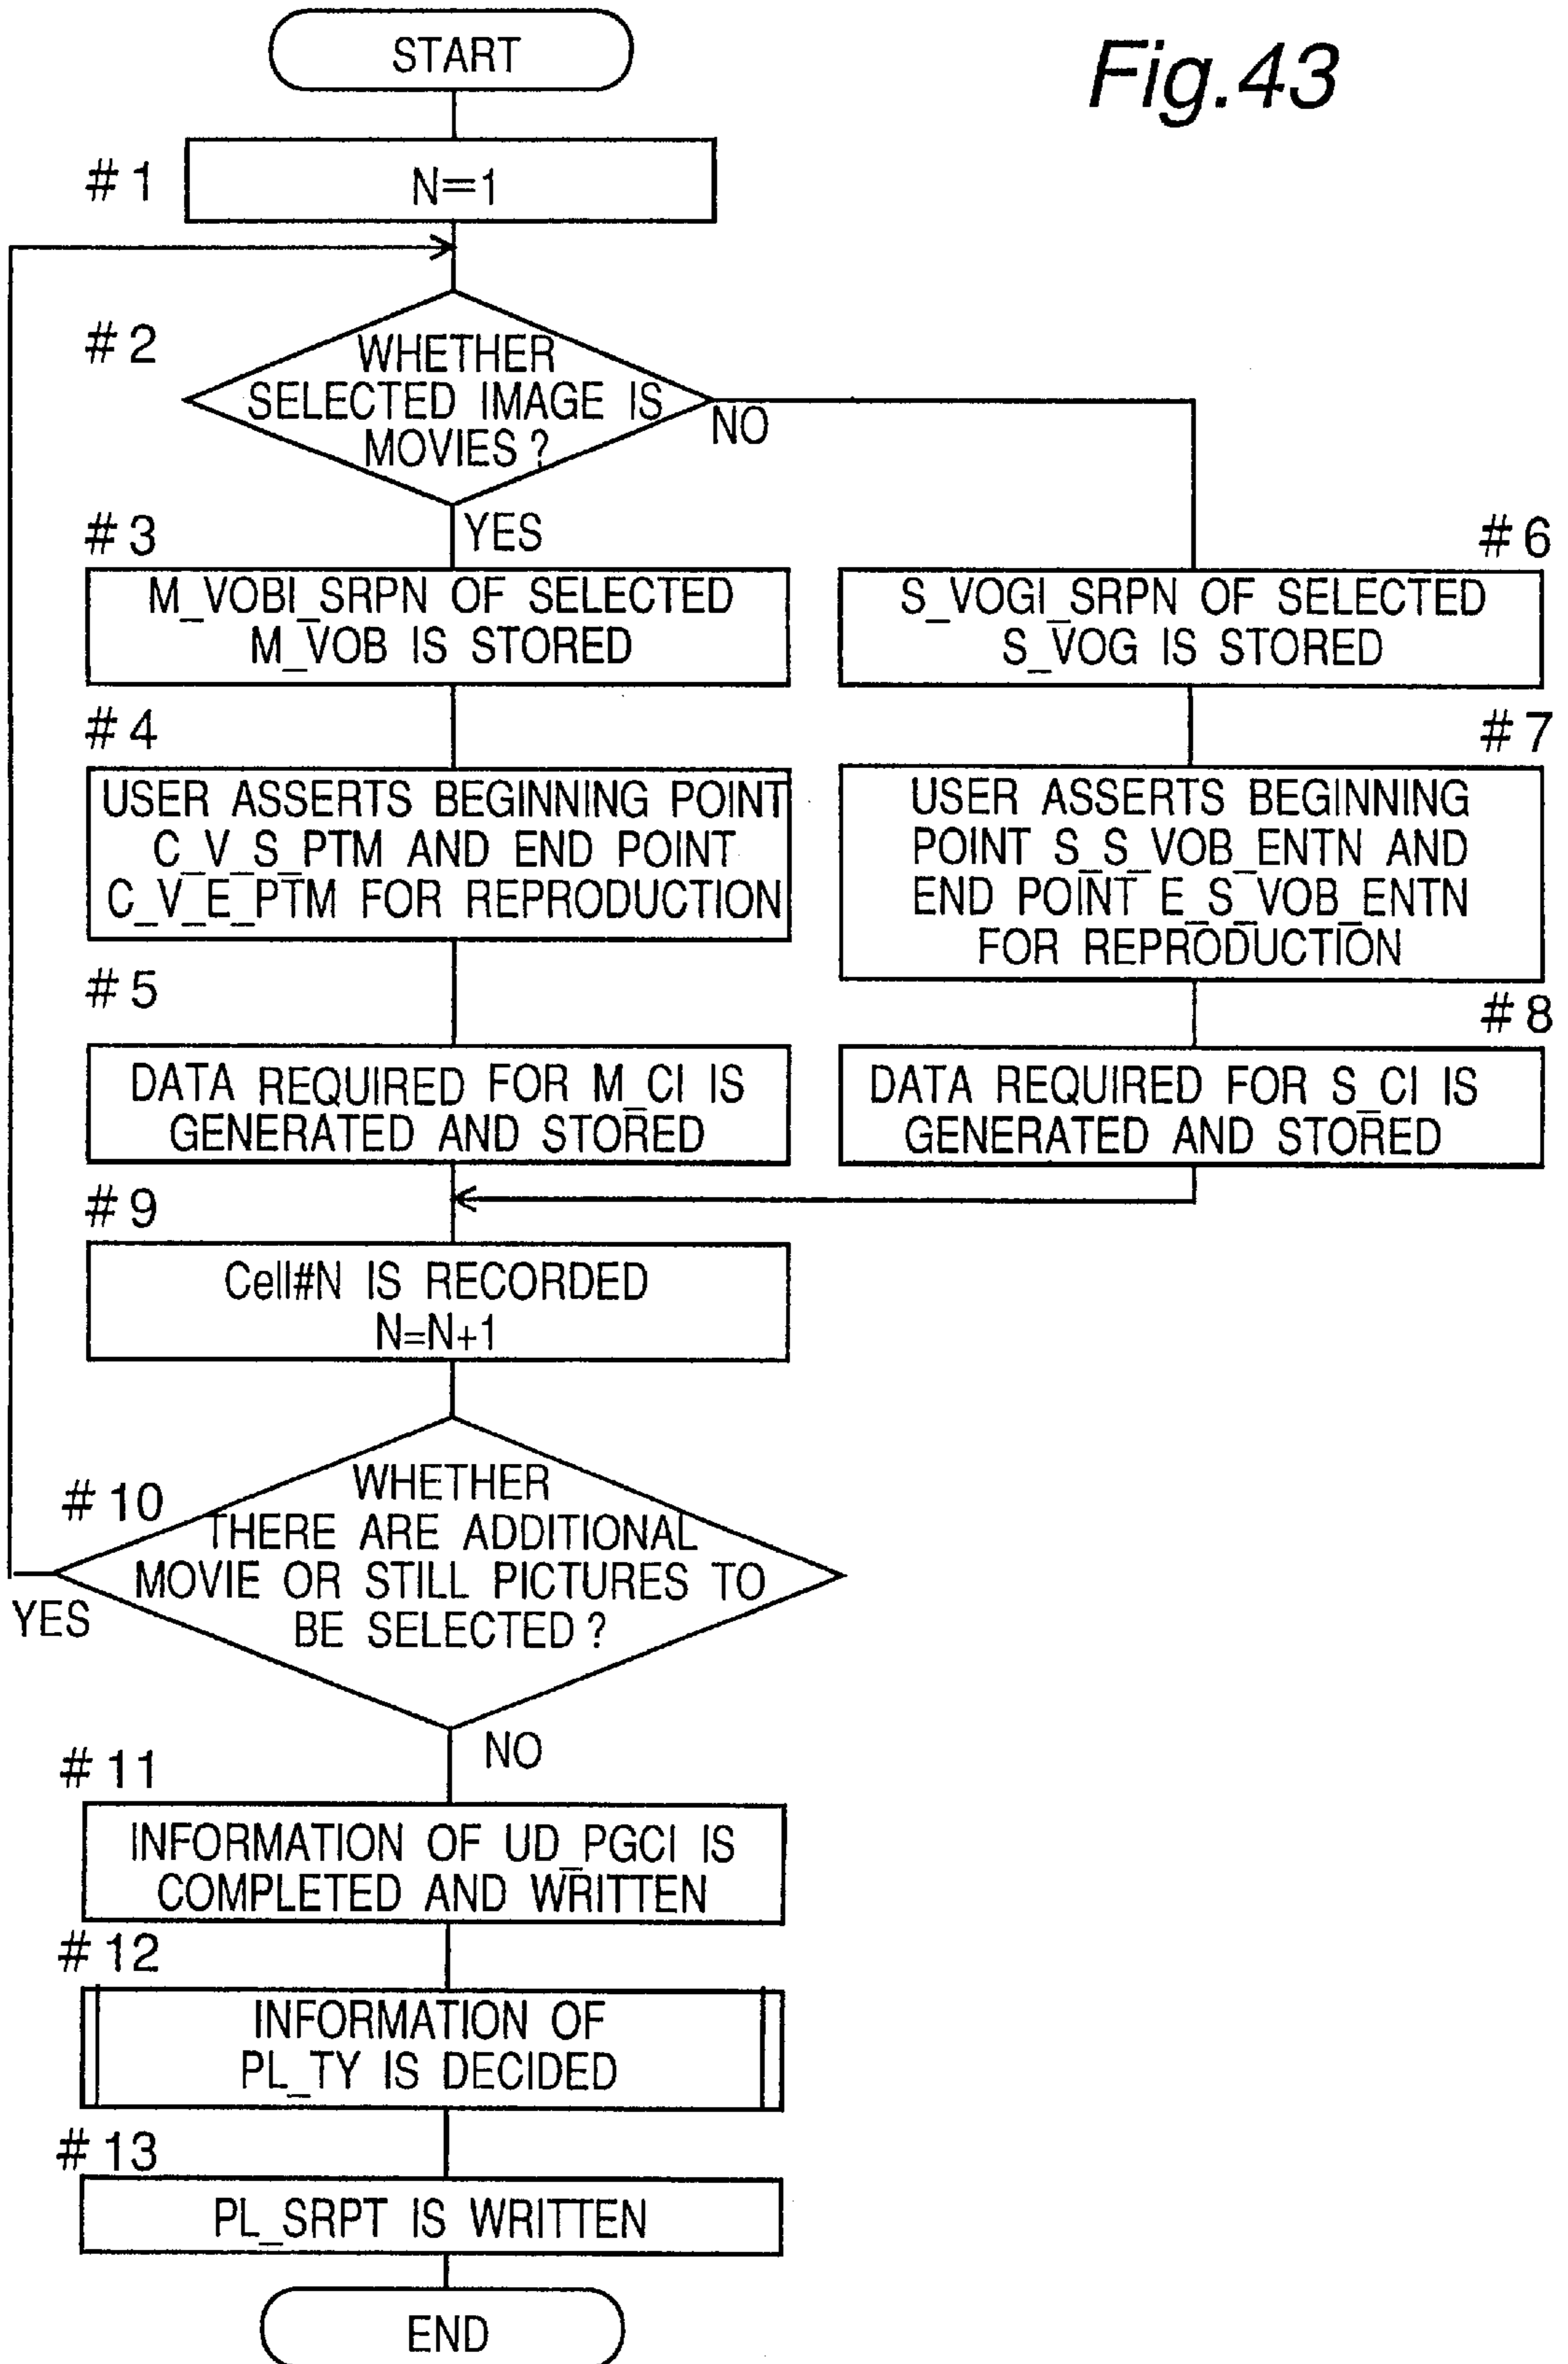 START
Fig.43
#1
N=1
#2
WHETHER
SELECTED IMAGE IS
MOVIES?
NO
YES
#3
M_VOBI_SRPN OF SELECTED
M_VOB IS STORED
#6
S_VOGI_SRPN OF SELECTED
S_VOG IS STORED
#4
USER ASSERTS BEGINNING POINT
C_V_S_PTM AND END POINT
C_V_E_PTM FOR REPRODUCTION
#7
USER ASSERTS BEGINNING
POINT S_S_VOB_ENTN AND
END POINT E_S_VOB_ENTN
FOR REPRODUCTION
#5
DATA REQUIRED FOR M_CI IS
GENERATED AND STORED
#8
DATA REQUIRED FOR S_CI IS
GENERATED AND STORED
#9
Cell#N IS RECORDED
N=N+1
#10
WHETHER
THERE ARE ADDITIONAL
MOVIE OR STILL PICTURES TO
BE SELECTED?
YES
NO
#11
INFORMATION OF UD_PGCI IS
COMPLETED AND WRITTEN
#12
INFORMATION OF
PL_TY IS DECIDED
#13
PL_SRPT IS WRITTEN
END